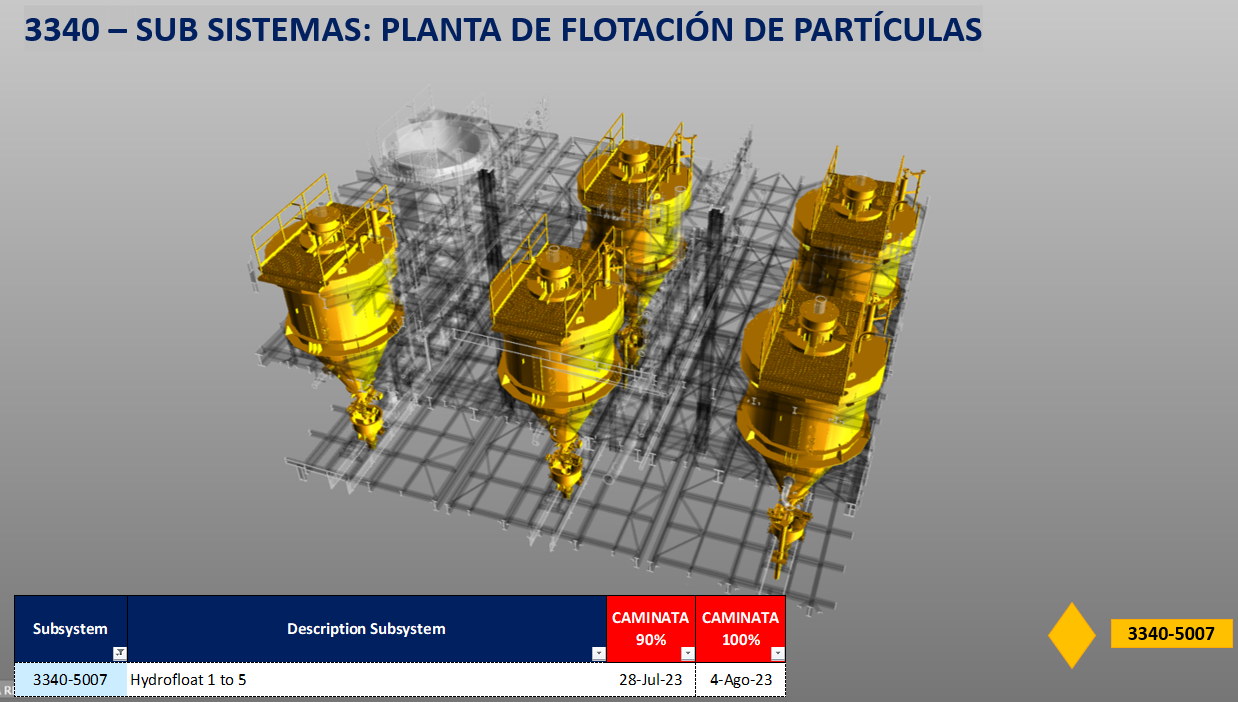 3340 – SUB SISTEMAS: PLANTA DE FLOTACIÓN DE PARTÍCULAS
Subsystem
Description Subsystem
CAMINATA
90%
CAMINATA
100%
3340-5007
Hydrofloat 1 to 5
28-Jul-23
4-Ago-23
3340-5007